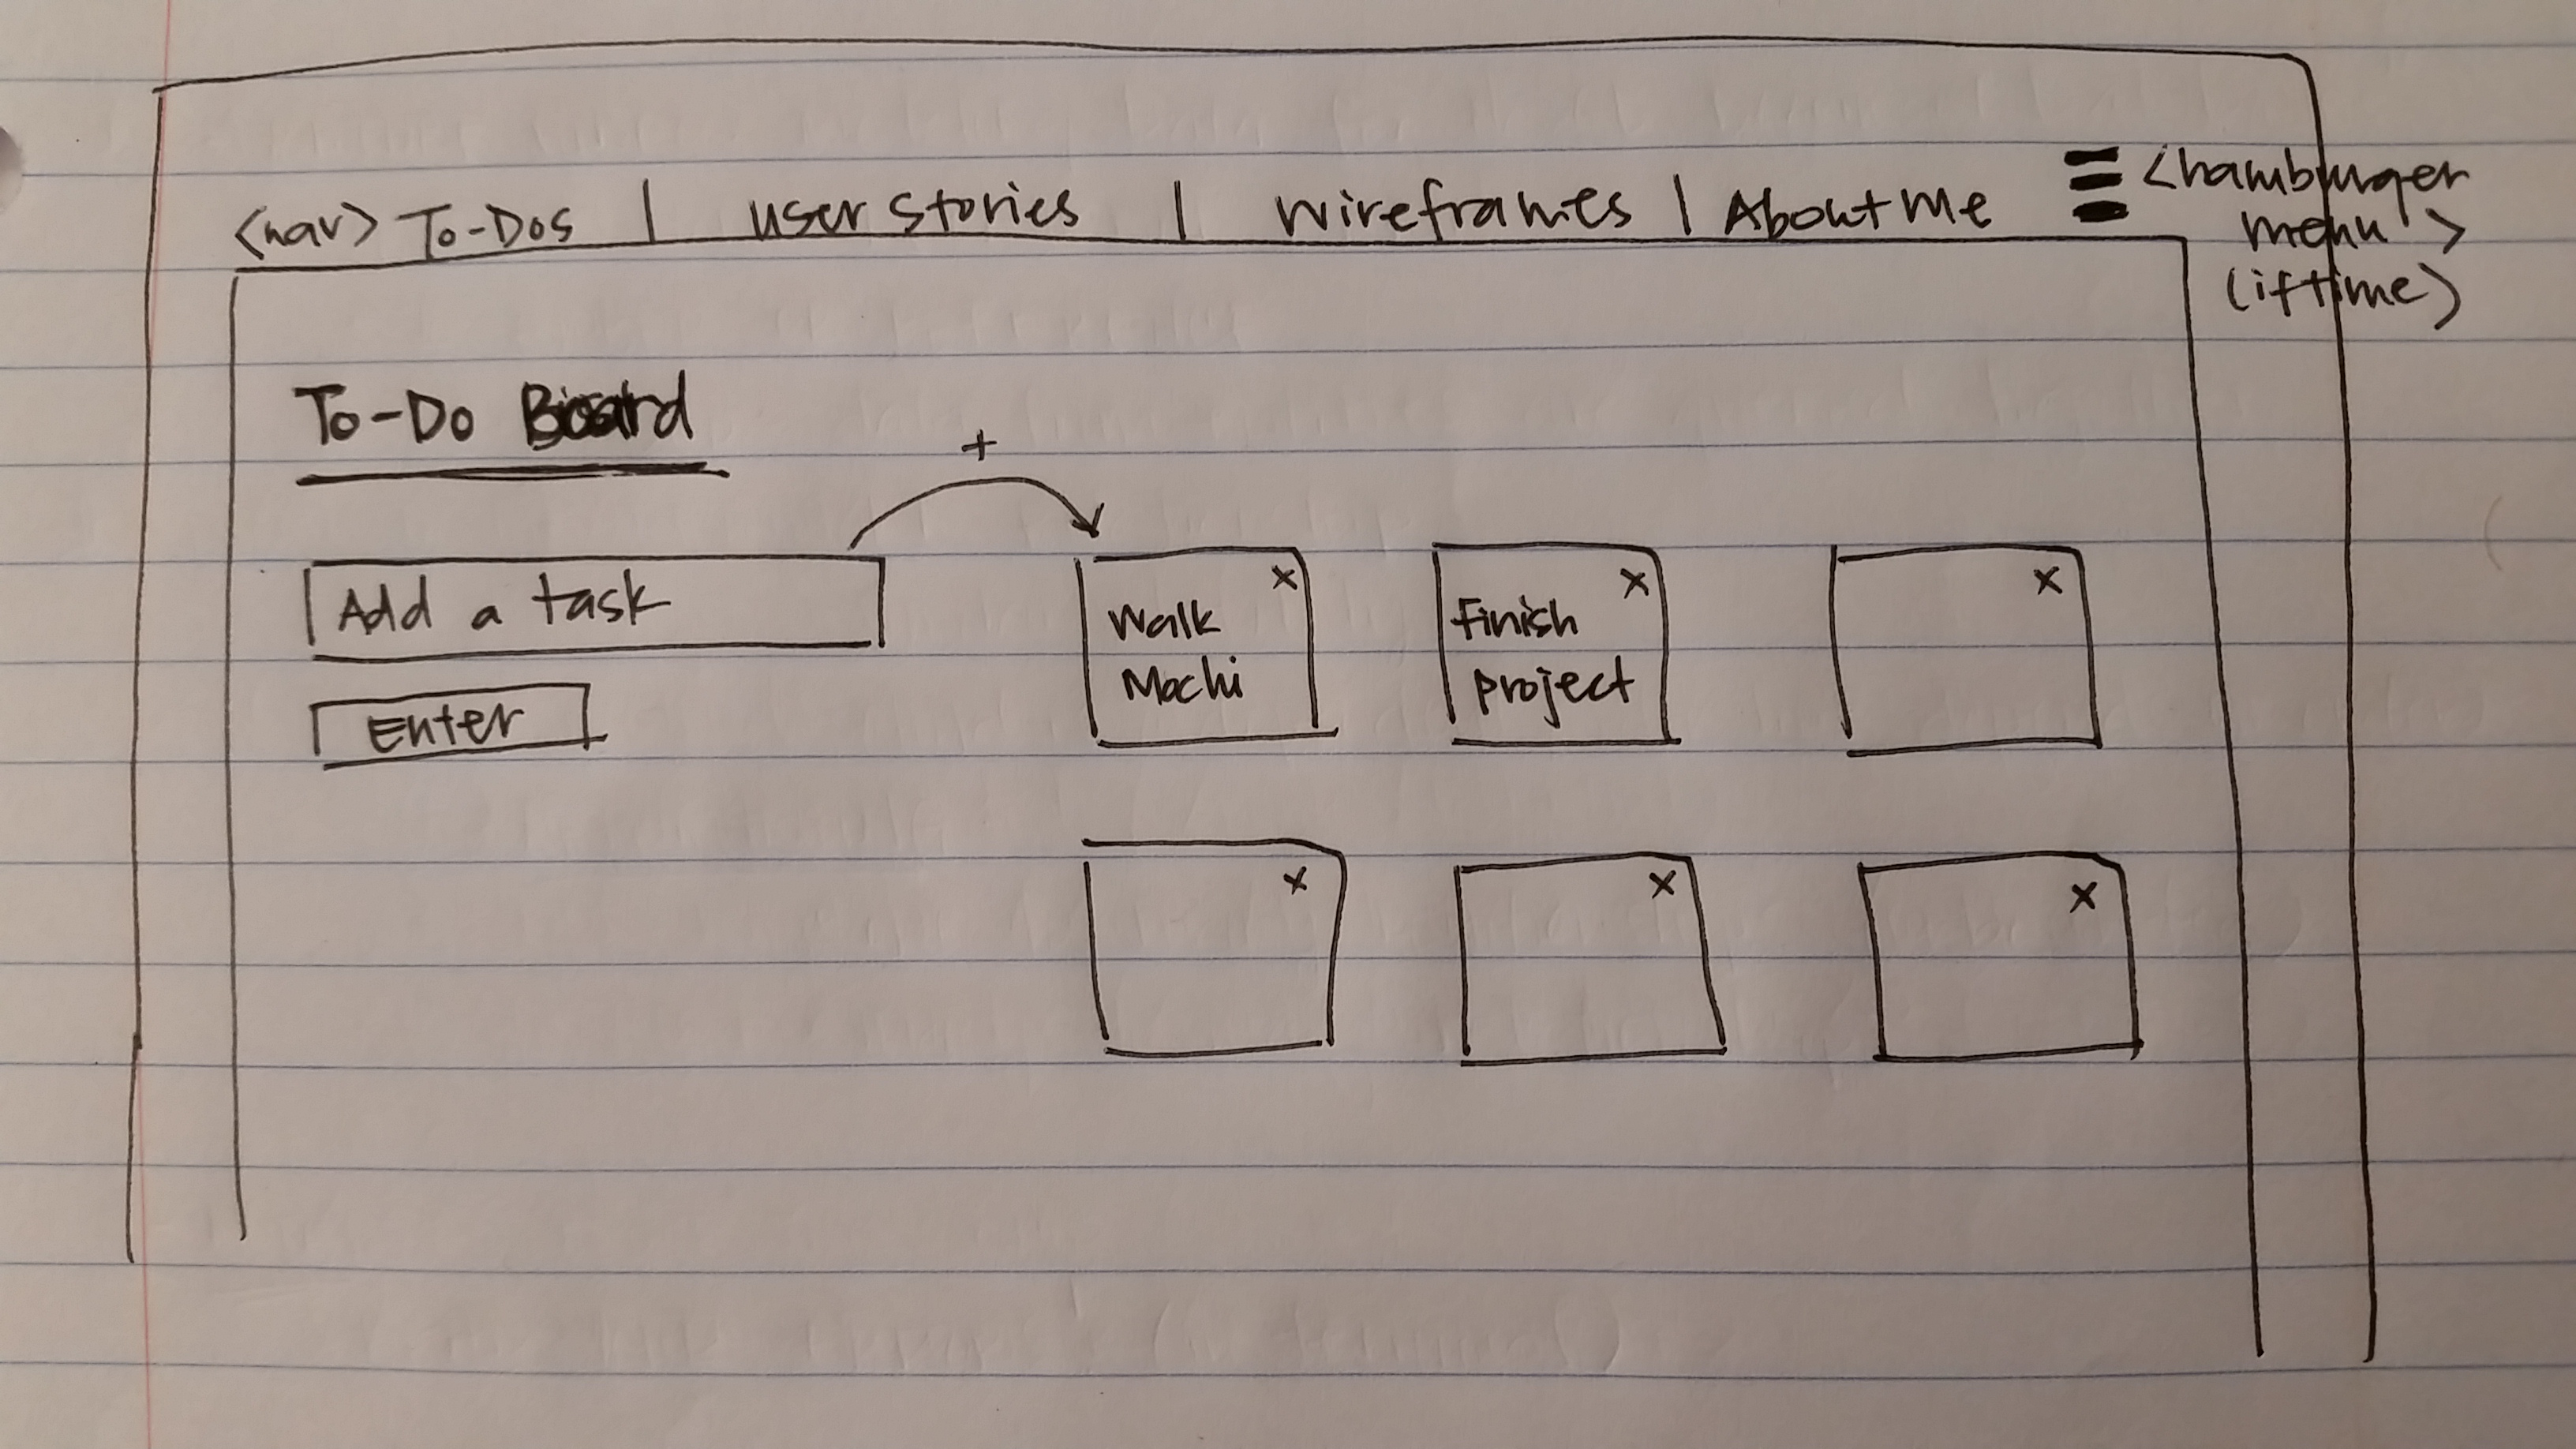 <nav> To-Dos | user stories | wireframes | About Me <hamburger
menu>
(if time)
To-Do Board
+
Add a task
Enter
x
Walk
Mochi
x
Finish
project
x
x
x
x